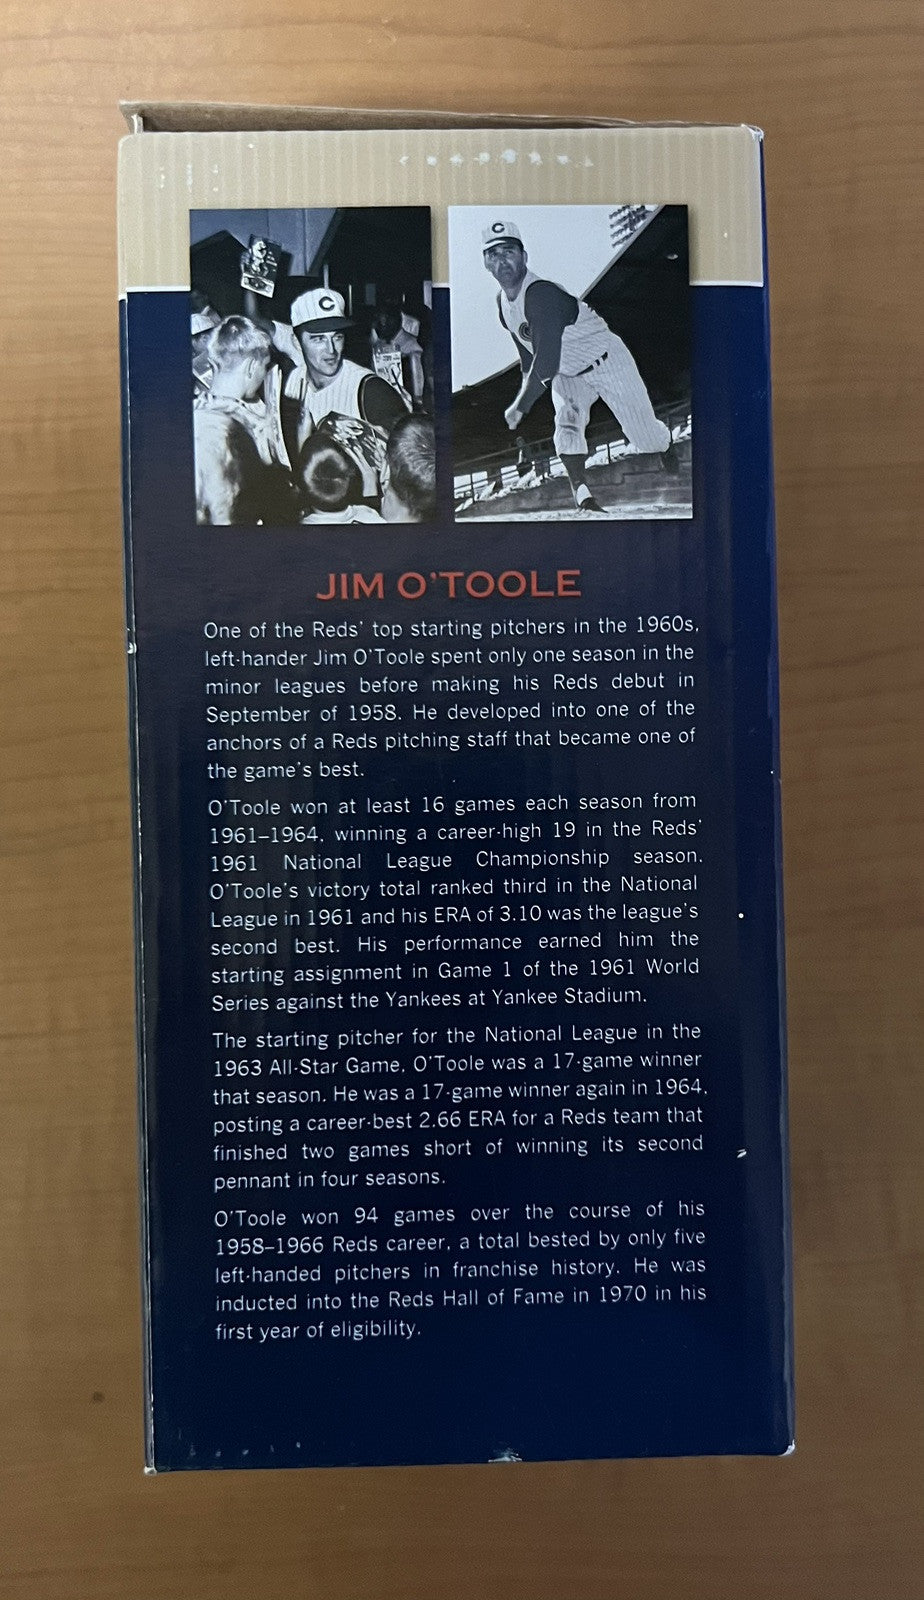 C
C
JIM O'TOOLE
One of the Reds' top starting pitchers in the 1960s,
left-hander Jim O'Toole spent only one season in the
minor leagues before making his Reds debut in
September of 1958. He developed into one of the
anchors of a Reds pitching staff that became one of
the game's best.
O'Toole won at least 16 games each season from
1961–1964, winning a career-high 19 in the Reds'
1961 National League Championship season.
O'Toole's victory total ranked third in the National
League in 1961 and his ERA of 3.10 was the league's
second best. His performance earned him the
starting assignment in Game 1 of the 1961 World
Series against the Yankees at Yankee Stadium.
The starting pitcher for the National League in the
1963 All-Star Game, O'Toole was a 17-game winner
that season. He was a 17-game winner again in 1964,
posting a career-best 2.66 ERA for a Reds team that
finished two games short of winning its second
pennant in four seasons.
O'Toole won 94 games over the course of his
1958–1966 Reds career, a total bested by only five
left-handed pitchers in franchise history. He was
inducted into the Reds Hall of Fame in 1970 in his
first year of eligibility.